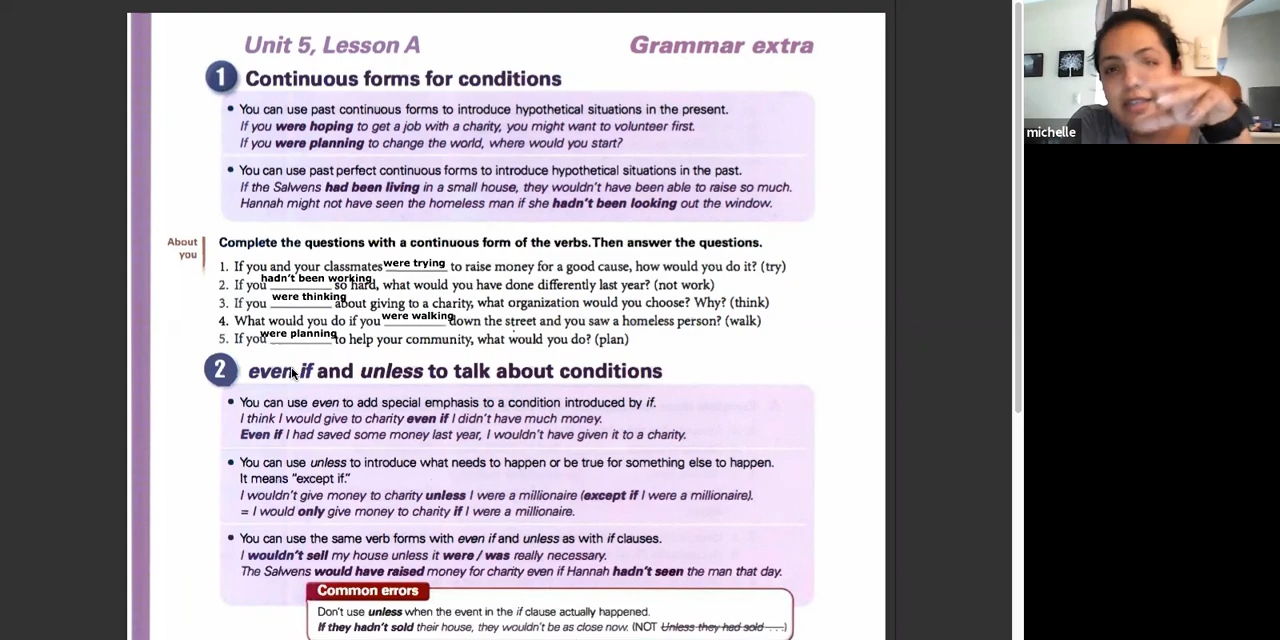 Unit 5, Lesson A
Grammar extra
1 Continuous forms for conditions
• You can use past continuous forms to introduce hypothetical situations in the present.
If you were hoping to get a job with a charity, you might want to volunteer first.
If you were planning to change the world, where would you start?
• You can use past perfect continuous forms to introduce hypothetical situations in the past.
If the Salwens had been living in a small house, they wouldn't have been able to raise so much.
Hannah might not have seen the homeless man if she hadn't been looking out the window.
About
you
Complete the questions with a continuous form of the verbs. Then answer the questions.
1. If you and your classmates were trying to raise money for a good cause, how would you do it? (try)
2. If you hadn't been working so hard, what would you have done differently last year? (not work)
3. If you were thinking about giving to a charity, what organization would you choose? Why? (think)
4. What would you do if you were walking down the street and you saw a homeless person? (walk)
5. If you were planning to help your community, what would you do? (plan)
2 even if and unless to talk about conditions
• You can use even to add special emphasis to a condition introduced by if.
I think I would give to charity even if I didn't have much money.
Even if I had saved some money last year, I wouldn't have given it to a charity.
• You can use unless to introduce what needs to happen or be true for something else to happen.
It means "except if."
I wouldn't give money to charity unless I were a millionaire (except if I were a millionaire).
= I would only give money to charity if I were a millionaire.
• You can use the same verb forms with even if and unless as with if clauses.
I wouldn't sell my house unless it were / was really necessary.
The Salwens would have raised money for charity even if Hannah hadn't seen the man that day.
Common errors
Don't use unless when the event in the if clause actually happened.
If they hadn't sold their house, they wouldn't be as close now. (NOT Unless they had sold . . .)
michelle